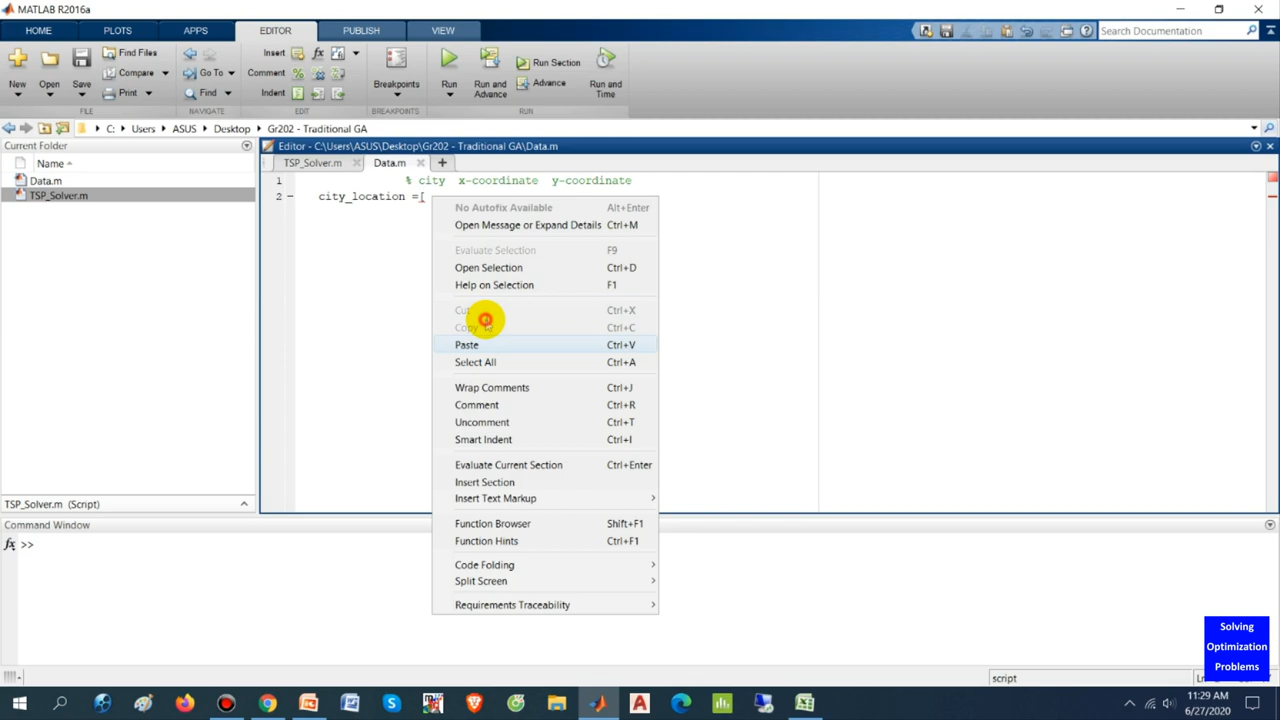 MATLAB R2016a
HOME PLOTS APPS EDITOR PUBLISH VIEW
Search Documentation
New Open Save
Find Files
Compare
Print
FILE
Go To
Find
NAVIGATE
Insert
Comment
Indent
EDIT
Breakpoints
BREAKPOINTS
Run
Run and Advance
Run Section
Advance
Run and Time
RUN
C: Users ASUS Desktop Gr202 - Traditional GA
Current Folder
Name
Data.m
TSP_Solver.m
TSP_Solver.m (Script)
Editor - C:\Users\ASUS\Desktop\Gr202 - Traditional GA\Data.m
TSP_Solver.m Data.m
1 % city x-coordinate y-coordinate
2 - city_location =[
No Autofix Available Alt+Enter
Open Message or Expand Details Ctrl+M
Evaluate Selection F9
Open Selection Ctrl+D
Help on Selection F1
Cut Ctrl+X
Copy Ctrl+C
Paste Ctrl+V
Select All Ctrl+A
Wrap Comments Ctrl+J
Comment Ctrl+R
Uncomment Ctrl+T
Smart Indent Ctrl+I
Evaluate Current Section Ctrl+Enter
Insert Section
Insert Text Markup
Function Browser Shift+F1
Function Hints Ctrl+F1
Code Folding
Split Screen
Requirements Traceability
Command Window
fx >>
script
Solving
Optimization
Problems
11:29 AM
6/27/2020